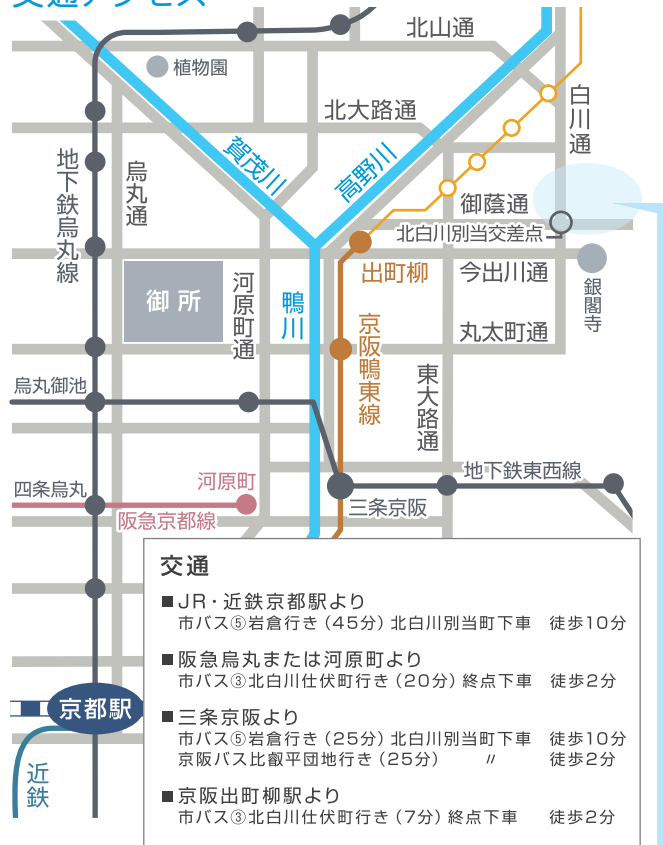 交通アクセス
北山通
植物園
白川通
北大路通
賀茂川
高野川
地下鉄烏丸線
烏丸通
御蔭通
北白川別当交差点
出町柳
今出川通
銀閣寺
御所
河原町通
鴨川
京阪鴨東線
丸太町通
東大路通
烏丸御池
地下鉄東西線
四条烏丸
河原町
三条京阪
阪急京都線
京都駅
近鉄
交通
■JR・近鉄京都駅より
市バス⑤岩倉行き（45分）北白川別当町下車　徒歩10分
■阪急烏丸または河原町より
市バス③北白川仕伏町行き（20分）終点下車　徒歩2分
■三条京阪より
市バス⑤岩倉行き（25分）北白川別当町下車　徒歩10分
京阪バス比叡平団地行き（25分）　〃　徒歩2分
■京阪出町柳駅より
市バス③北白川仕伏町行き（7分）終点下車　徒歩2分